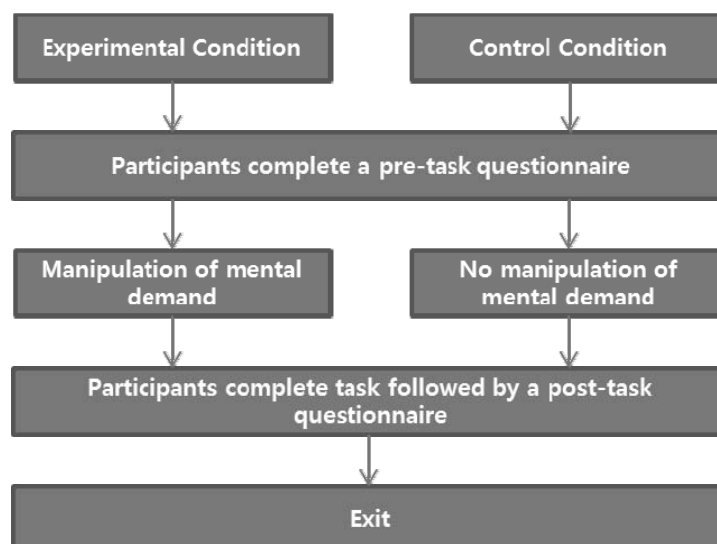 Experimental Condition
Control Condition
Participants complete a pre-task questionnaire
Manipulation of mental
demand
No manipulation of
mental demand
Participants complete task followed by a post-task
questionnaire
Exit